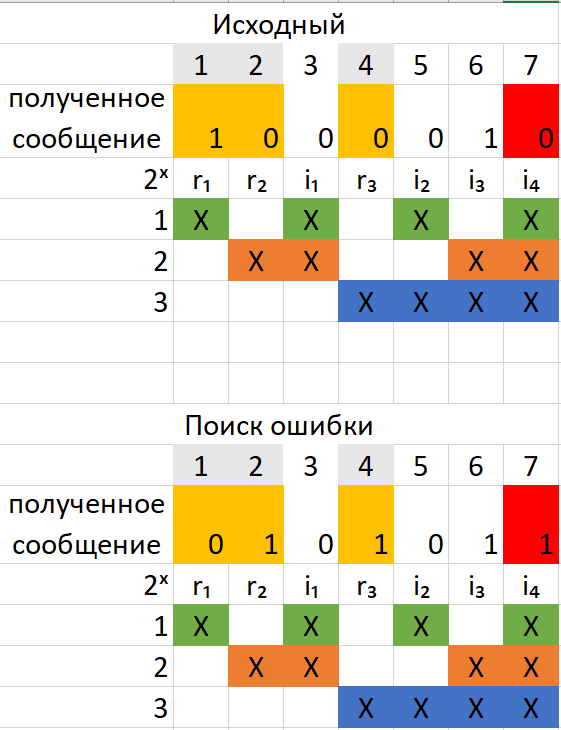 Исходный
1 2 3 4 5 6 7
полученное
сообщение 1 0 0 0 0 1 0
2ˣ r₁ r₂ i₁ r₃ i₂ i₃ i₄
1 X X X X
2 X X X X
3 X X X X
Поиск ошибки
1 2 3 4 5 6 7
полученное
сообщение 0 1 0 1 0 1 1
2ˣ r₁ r₂ i₁ r₃ i₂ i₃ i₄
1 X X X X
2 X X X X
3 X X X X